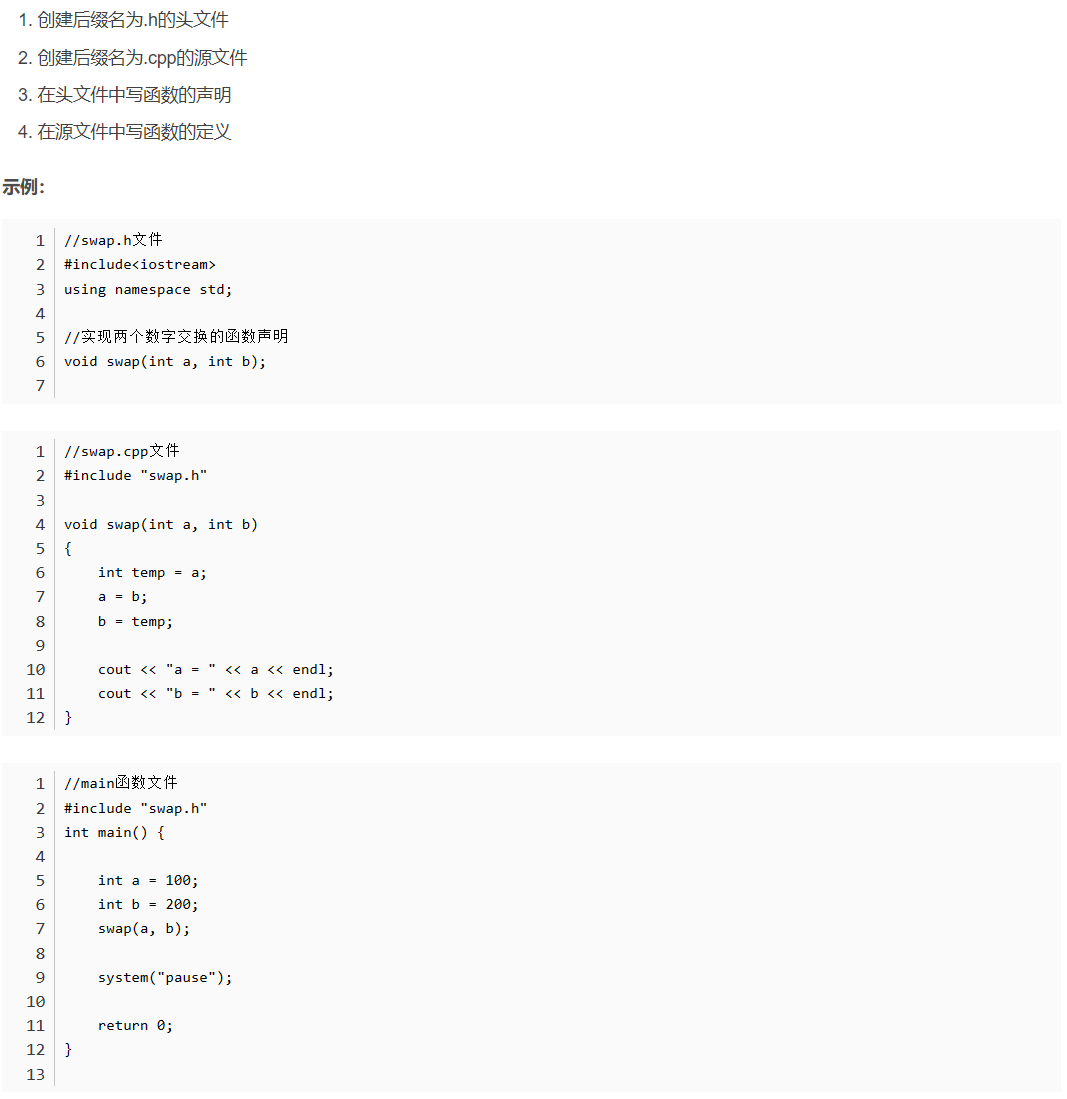 1. 创建后缀名为.h的头文件
2. 创建后缀名为.cpp的源文件
3. 在头文件中写函数的声明
4. 在源文件中写函数的定义
示例：
1 //swap.h文件
2 #include<iostream>
3 using namespace std;
4
5 //实现两个数字交换的函数声明
6 void swap(int a, int b);
7
1 //swap.cpp文件
2 #include "swap.h"
3
4 void swap(int a, int b)
5 {
6     int temp = a;
7     a = b;
8     b = temp;
9
10     cout << "a = " << a << endl;
11     cout << "b = " << b << endl;
12 }
1 //main函数文件
2 #include "swap.h"
3 int main() {
4
5     int a = 100;
6     int b = 200;
7     swap(a, b);
8
9     system("pause");
10
11     return 0;
12 }
13